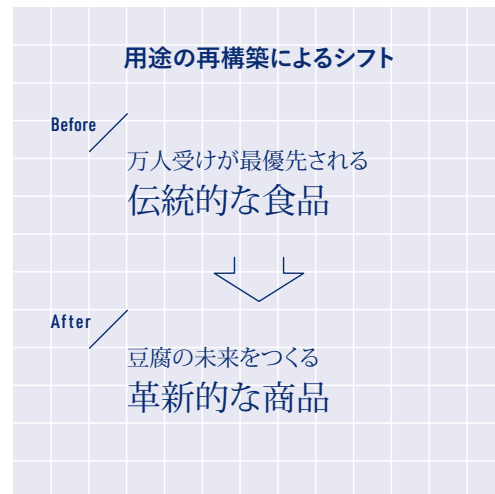 用途の再構築によるシフト
Before
万人受けが最優先される
伝統的な食品
After
豆腐の未来をつくる
革新的な商品